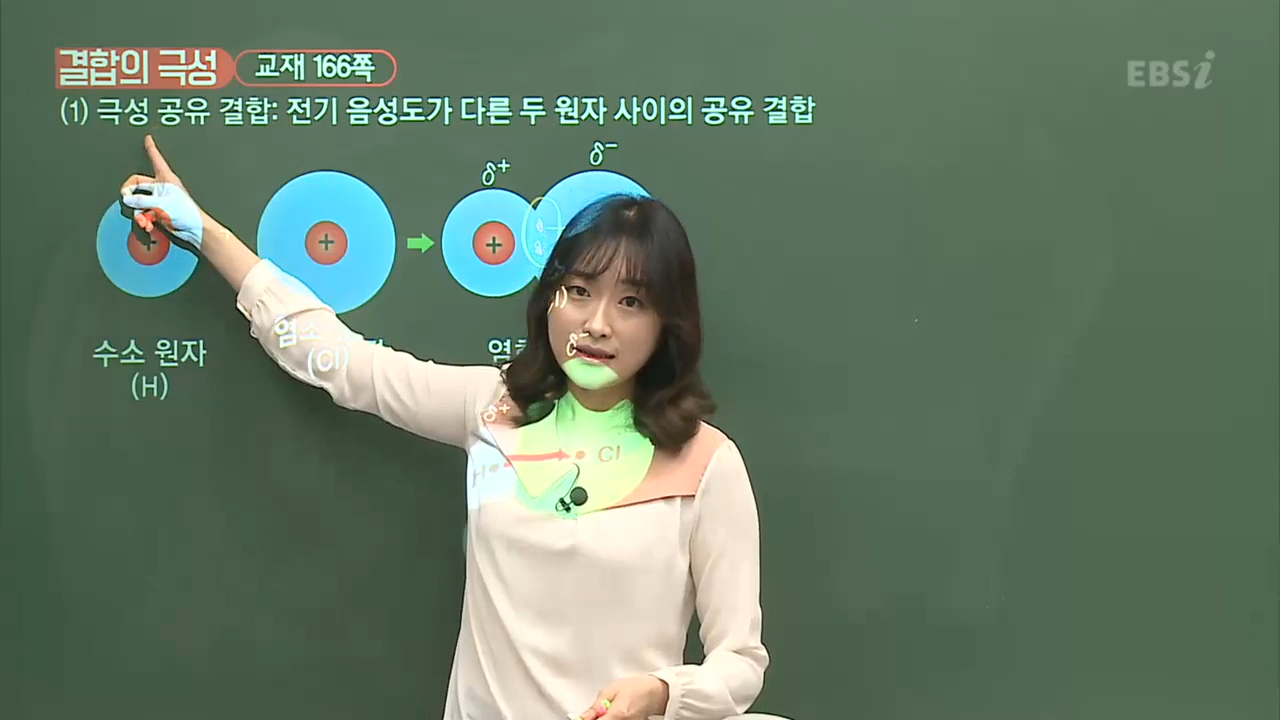 결합의 극성 교재 166쪽
EBSi
(1) 극성 공유 결합: 전기 음성도가 다른 두 원자 사이의 공유 결합
δ+ δ-
+ + +
수소 원자
(H)
(Cl)
δ+
H Cl